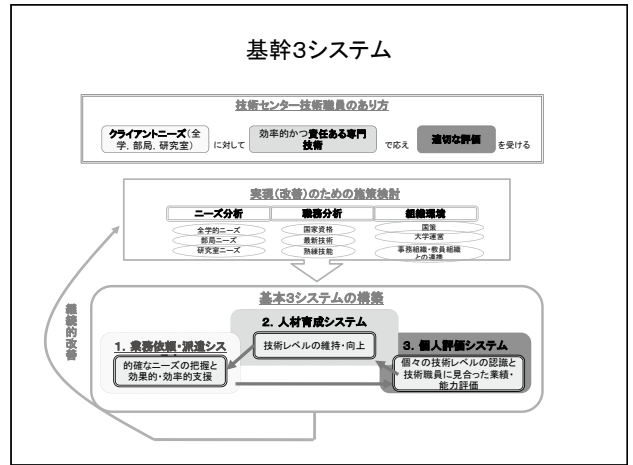 基幹3システム
技術センター技術職員のあり方
クライアントニーズ(全学, 部局, 研究室)
に対して
効率的かつ責任ある専門技術
で応え
適切な評価
を受ける
実現(改善)のための施策検討
ニーズ分析
職務分析
組織環境
全学的ニーズ
国家資格
国策
部局ニーズ
最新技術
大学運営
研究室ニーズ
熟練技能
事務組織・教員組織
との連携
継続的改善
基本3システムの構築
2. 人材育成システム
技術レベルの維持・向上
1. 業務依頼・派遣シス
的確なニーズの把握と
効果的・効率的支援
3. 個人評価システム
個々の技術レベルの認識と
技術職員に見合った業績・
能力評価